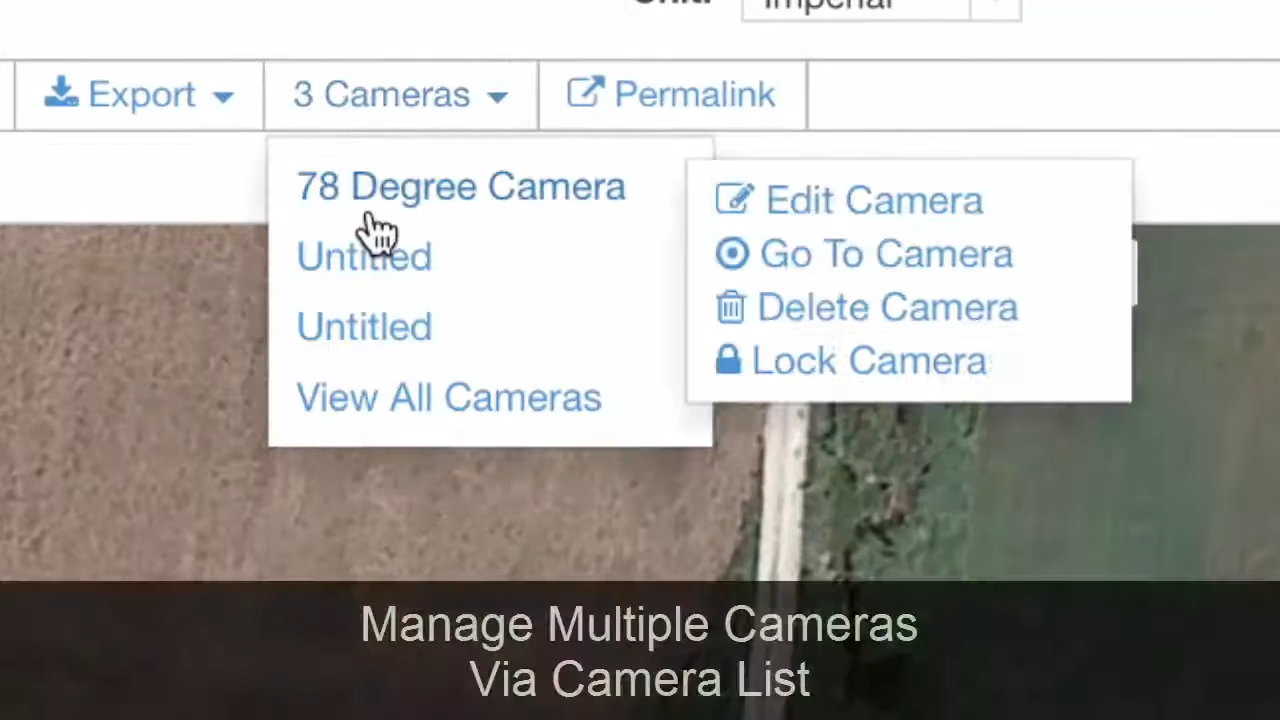 Unit:
Imperial
Export
3 Cameras
Permalink
78 Degree Camera
Untitled
Untitled
View All Cameras
Edit Camera
Go To Camera
Delete Camera
Lock Camera
Manage Multiple Cameras
Via Camera List